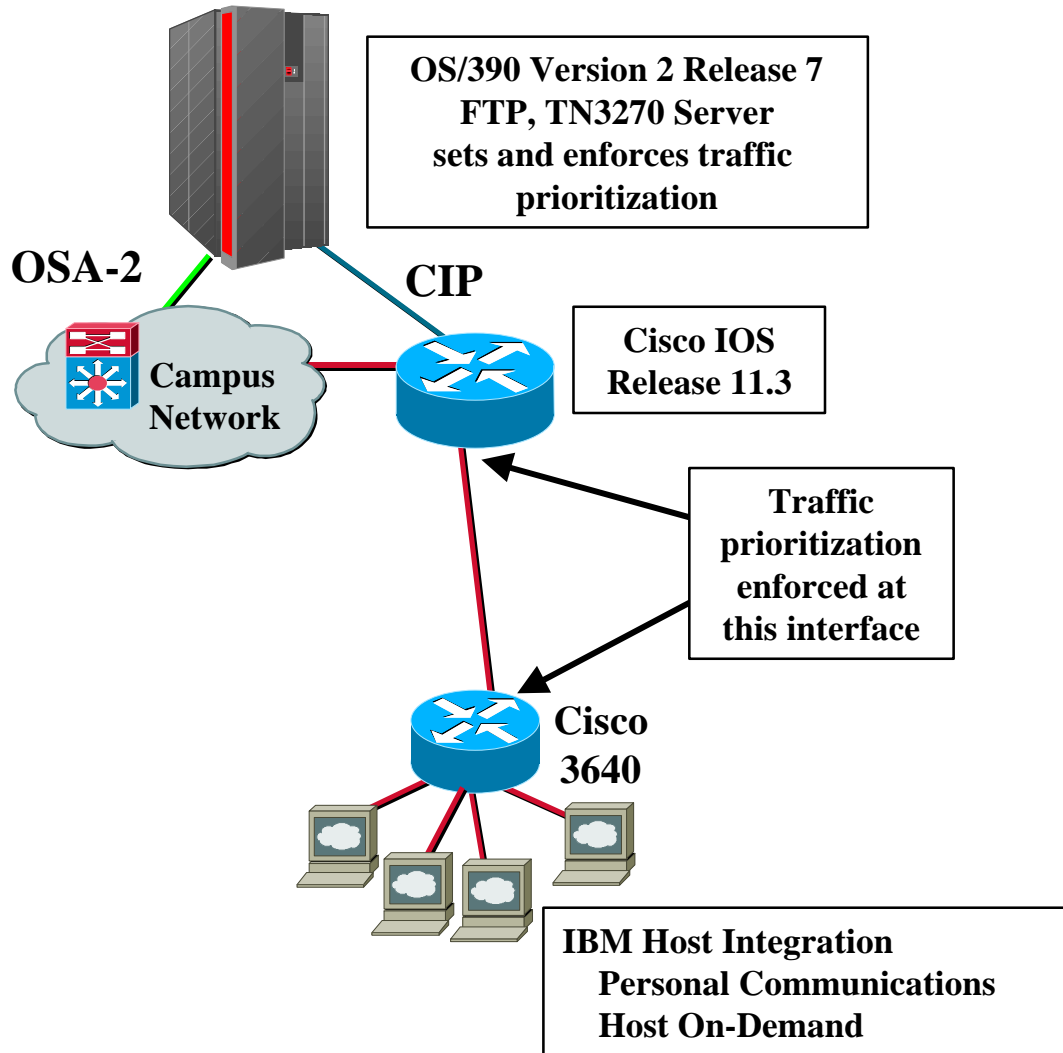 OS/390 Version 2 Release 7
FTP, TN3270 Server
sets and enforces traffic
prioritization
OSA-2
CIP
Campus
Network
Cisco IOS
Release 11.3
Traffic
prioritization
enforced at
this interface
Cisco
3640
IBM Host Integration
Personal Communications
Host On-Demand